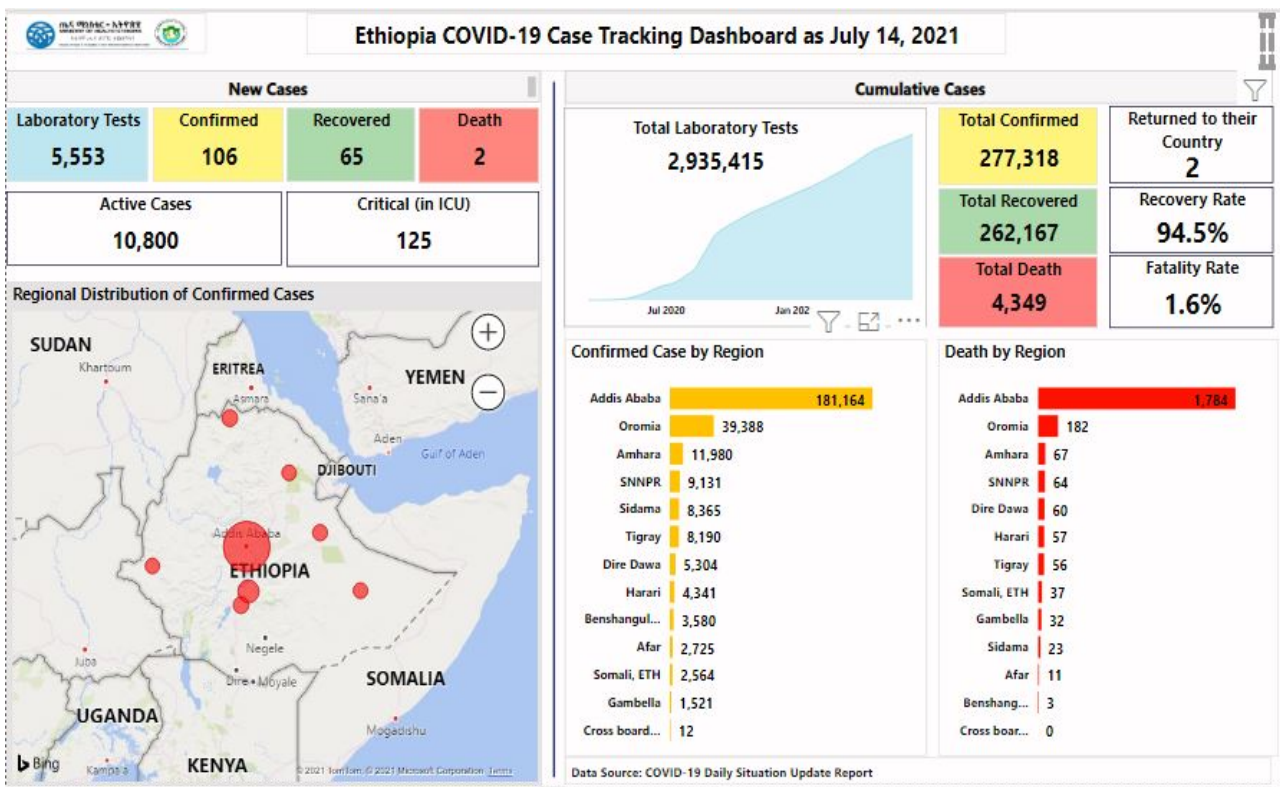 Ethiopia COVID-19 Case Tracking Dashboard as July 14, 2021
New Cases
Laboratory Tests
5,553
Confirmed
106
Recovered
65
Death
2
Active Cases
10,800
Critical (in ICU)
125
Regional Distribution of Confirmed Cases
SUDAN
Khartoum
ERITREA
Asmara
YEMEN
Sana'a
Aden
Gulf of Aden
DJIBOUTI
Addis Ababa
ETHIOPIA
Negele
Juba
Dire
Moyale
SOMALIA
UGANDA
Mogadishu
Bing
Kampala
KENYA
© 2021 TomTom, © 2021 Microsoft Corporation Terms
Cumulative Cases
Total Laboratory Tests
2,935,415
Jul 2020
Jan 202
Total Confirmed
277,318
Returned to their
Country
2
Total Recovered
262,167
Recovery Rate
94.5%
Total Death
4,349
Fatality Rate
1.6%
Confirmed Case by Region
Addis Ababa 181,164
Oromia 39,388
Amhara 11,980
SNNPR 9,131
Sidama 8,365
Tigray 8,190
Dire Dawa 5,304
Harari 4,341
Benshangul... 3,580
Afar 2,725
Somali, ETH 2,564
Gambella 1,521
Cross board... 12
Death by Region
Addis Ababa 1,784
Oromia 182
Amhara 67
SNNPR 64
Dire Dawa 60
Harari 57
Tigray 56
Somali, ETH 37
Gambella 32
Sidama 23
Afar 11
Benshang... 3
Cross boar... 0
Data Source: COVID-19 Daily Situation Update Report